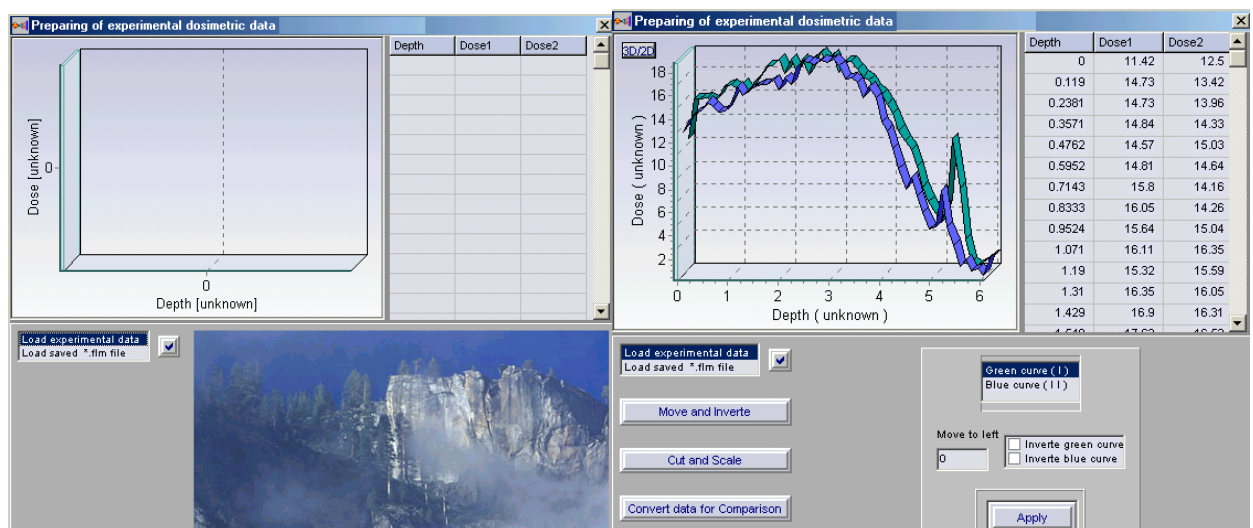 Preparing of experimental dosimetric data
Depth Dose1 Dose2
Dose [unknown]
0
0
Depth [unknown]
Load experimental data
Load saved *.flm file
Preparing of experimental dosimetric data
3D/2D
Dose ( unknown )
18
16
14
12
10
8
6
4
2
0 1 2 3 4 5 6
Depth ( unknown )
Depth Dose1 Dose2
0 11.42 12.5
0.119 14.73 13.42
0.2381 14.73 13.96
0.3571 14.84 14.33
0.4762 14.57 15.03
0.5952 14.81 14.64
0.7143 15.8 14.16
0.8333 16.05 14.26
0.9524 15.64 15.04
1.071 16.11 16.35
1.19 15.32 15.59
1.31 16.35 16.05
1.429 16.9 16.31
Load experimental data
Load saved *.flm file
Move and Inverte
Cut and Scale
Convert data for Comparison
Green curve ( I )
Blue curve ( I I )
Move to left
0
Inverte green curve
Inverte blue curve
Apply